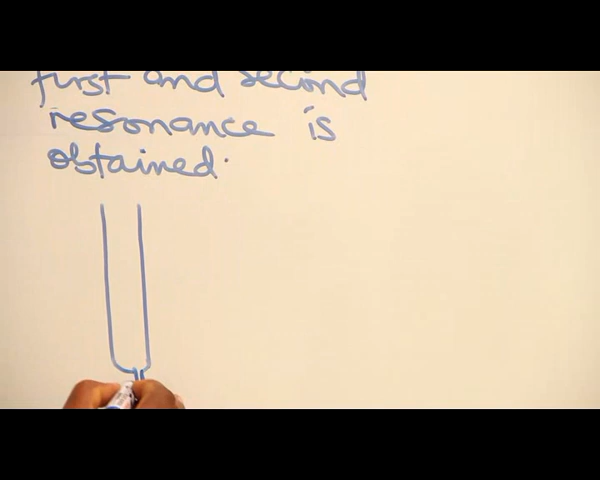 first and second
resonance is
obtained.